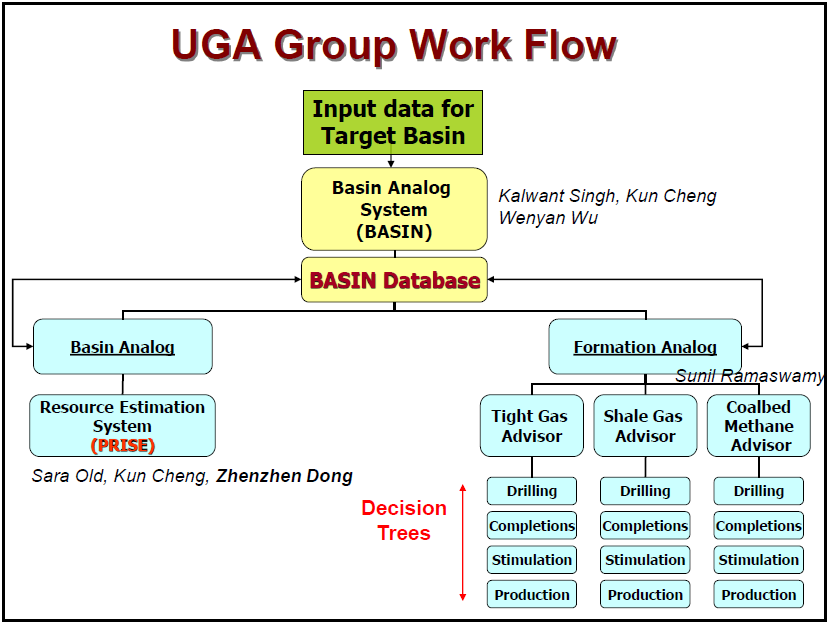 UGA Group Work Flow
Input data for
Target Basin
Basin Analog
System
(BASIN)
Kalwant Singh, Kun Cheng
Wenyan Wu
BASIN Database
Basin Analog
Formation Analog
Sunil Ramaswamy
Resource Estimation
System
(PRISE)
Sara Old, Kun Cheng, Zhenzhen Dong
Tight Gas
Advisor
Shale Gas
Advisor
Coalbed
Methane
Advisor
Decision
Trees
Drilling
Completions
Stimulation
Production
Drilling
Completions
Stimulation
Production
Drilling
Completions
Stimulation
Production